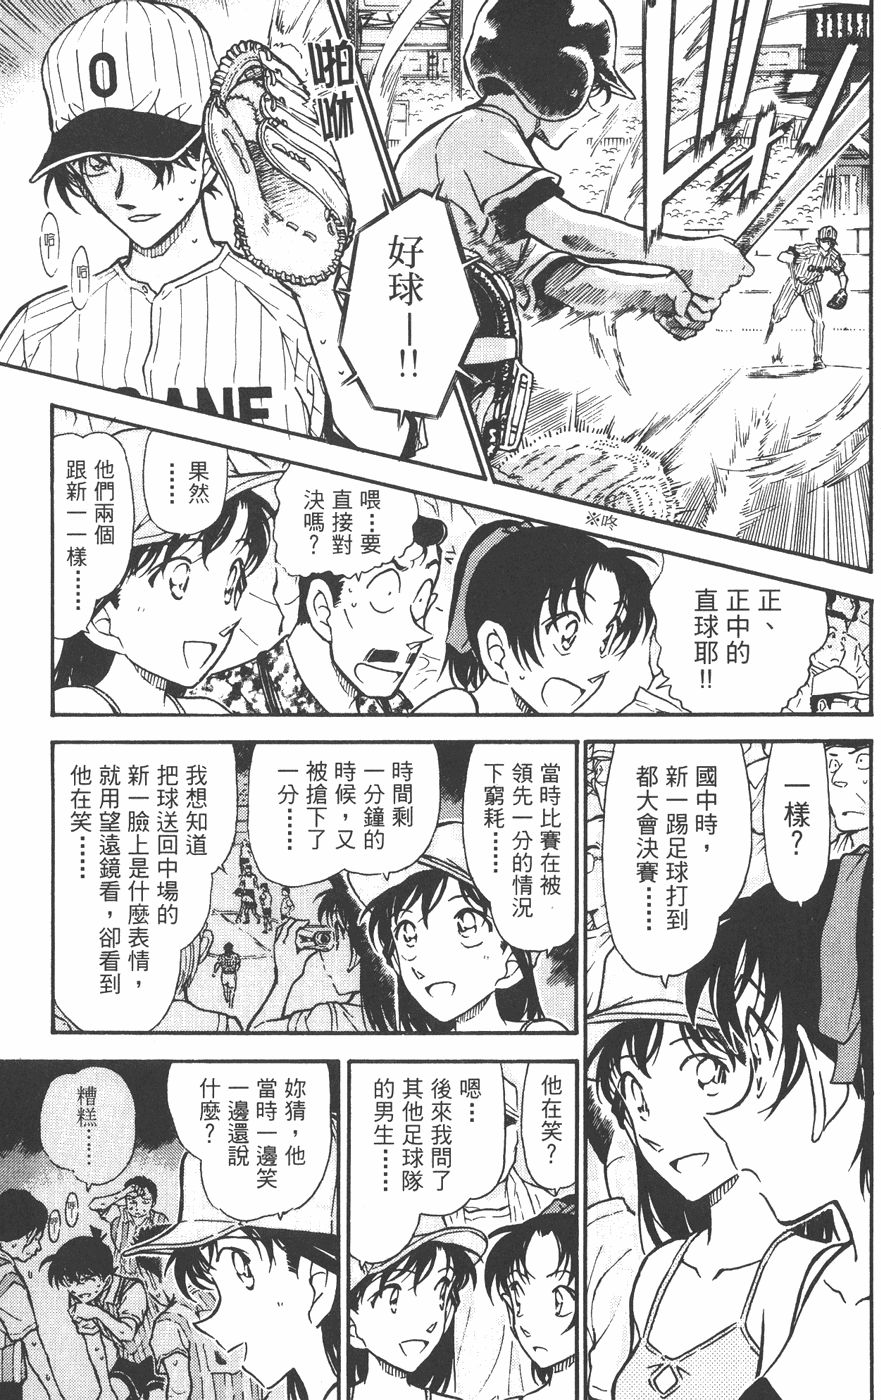 好球ー!!
啪
咻
O
哈
哈
ANE
※咚
正、
正中的
直球耶!!
喂…要
直接對
決嗎？
果然
……
他們兩個
跟新一一樣……
一樣？
國中時，
新一踢足球打到
都大會決賽……
當時比賽在被
領先一分的情況
下窮耗……
時間剩
一分鐘的
時候，又
被搶下了
一分……
我想知道
把球送回中場的
新一臉上是什麼表情，
就用望遠鏡看，卻看到
他在笑……
他在笑？
嗯…
後來我問了
其他足球隊
的男生……
妳猜，他
當時一邊笑
一邊還說
什麼？
糟糕……
哈
哈